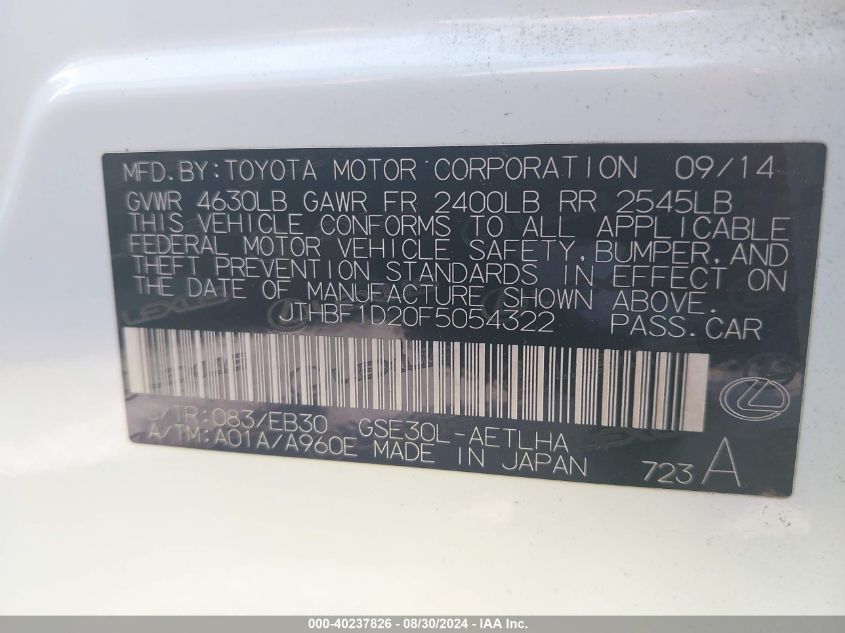 MFD.BY:TOYOTA MOTOR CORPORATION 09/14
GVWR 4630LB GAWR FR 2400LB RR 2545LB
THIS VEHICLE CONFORMS TO ALL APPLICABLE
FEDERAL MOTOR VEHICLE SAFETY,BUMPER,AND
THEFT PREVENTION STANDARDS IN EFFECT ON
THE DATE OF MANUFACTURE SHOWN ABOVE.
JTHBF1D20F5054322 PASS.CAR
C/TR:083/EB30 GSE30L-AETLHA
A/TM:A01A/A960E MADE IN JAPAN
723 A
000-40237826 - 08/30/2024 - IAA Inc.